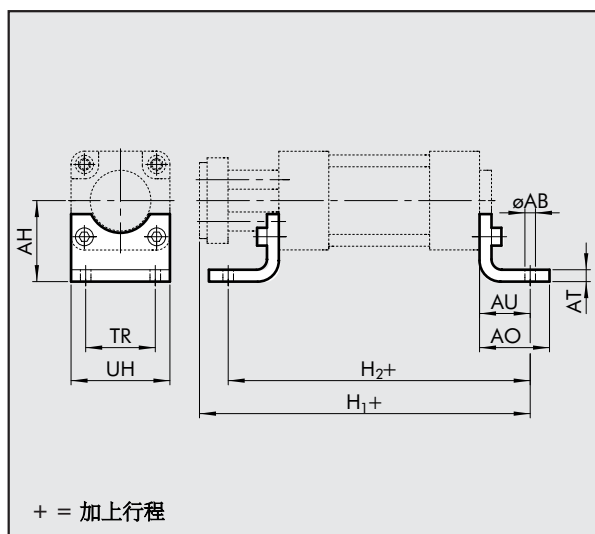 AH
TR
UH
øAB
AT
AU
AO
H₂+
H₁+
+ = 加上行程